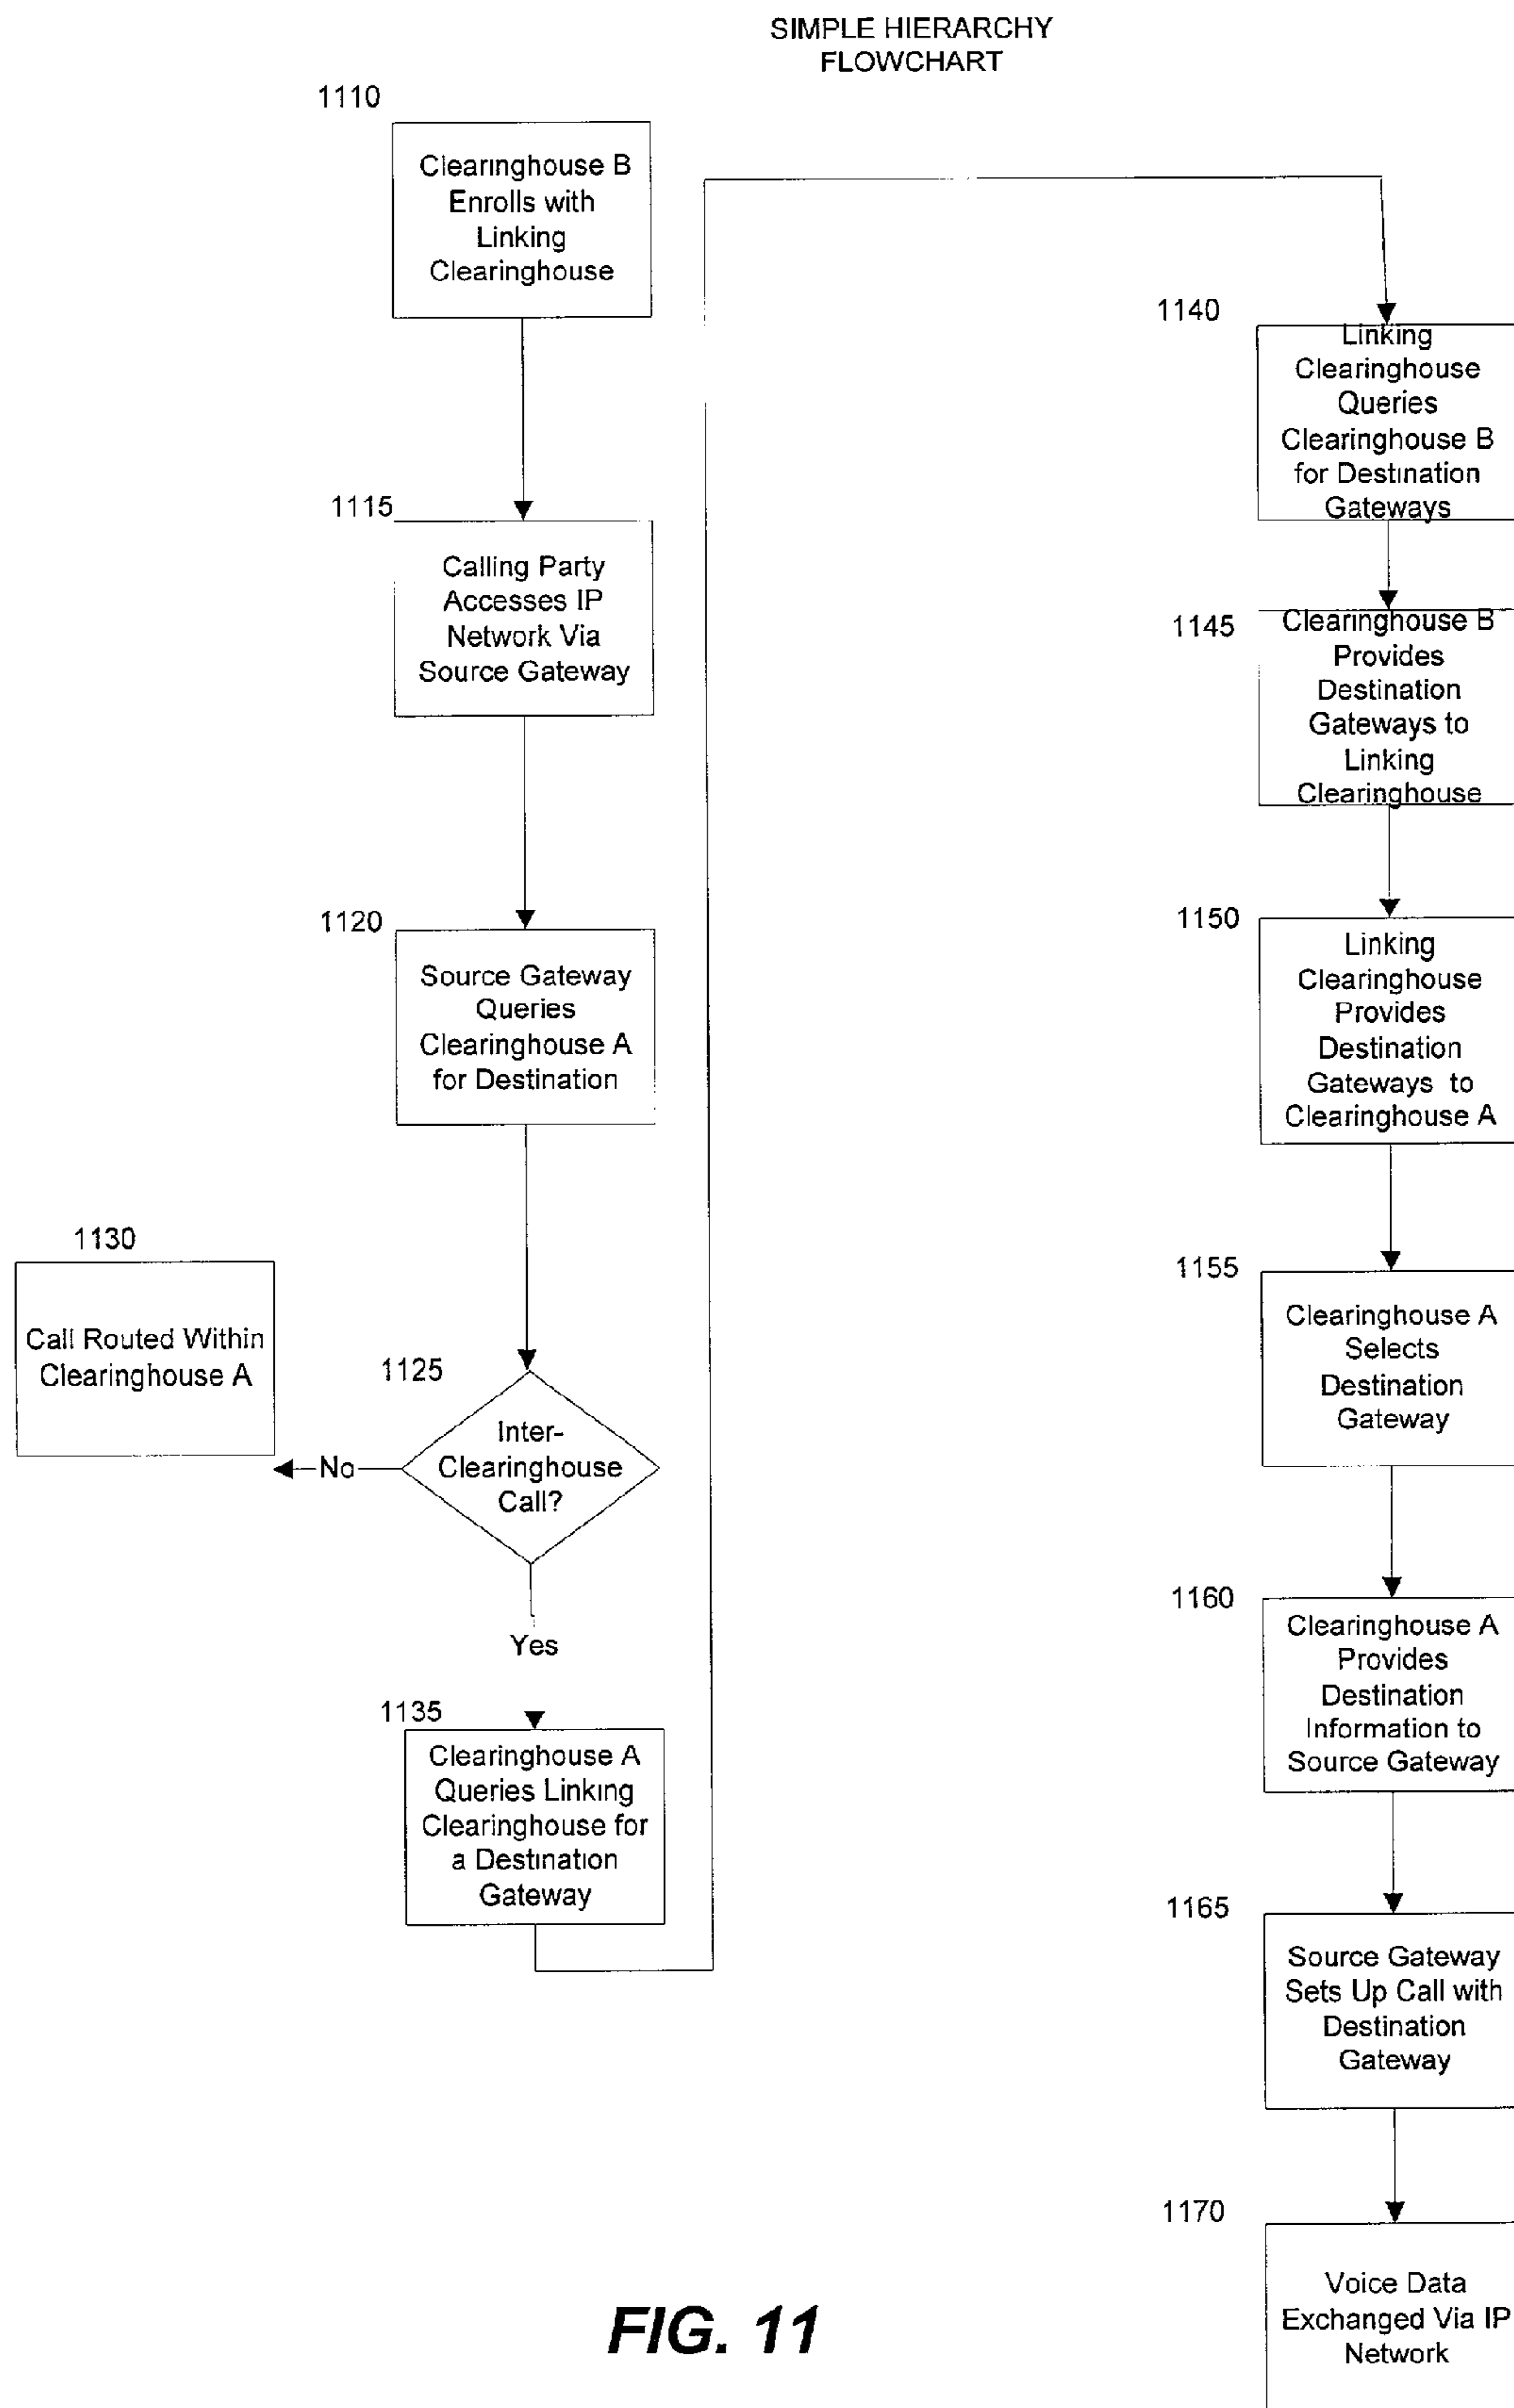 SIMPLE HIERARCHY
FLOWCHART
1110
Clearinghouse B
Enrolls with
Linking
Clearinghouse
1115
Calling Party
Accesses IP
Network Via
Source Gateway
1120
Source Gateway
Queries
Clearinghouse A
for Destination
1125
Inter-
Clearinghouse
Call?
No
1130
Call Routed Within
Clearinghouse A
Yes
1135
Clearinghouse A
Queries Linking
Clearinghouse for
a Destination
Gateway
1140
Linking
Clearinghouse
Queries
Clearinghouse B
for Destination
Gateways
1145
Clearinghouse B
Provides
Destination
Gateways to
Linking
Clearinghouse
1150
Linking
Clearinghouse
Provides
Destination
Gateways to
Clearinghouse A
1155
Clearinghouse A
Selects
Destination
Gateway
1160
Clearinghouse A
Provides
Destination
Information to
Source Gateway
1165
Source Gateway
Sets Up Call with
Destination
Gateway
1170
Voice Data
Exchanged Via IP
Network
FIG. 11